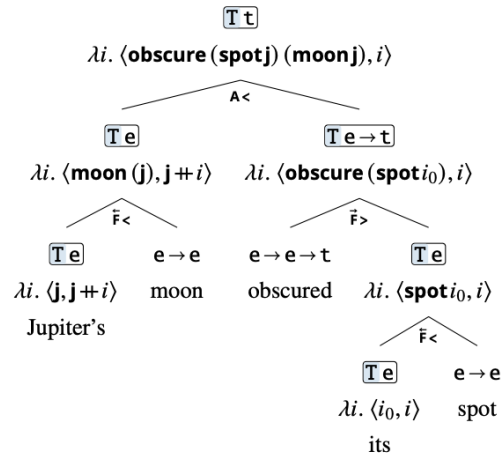 T t
λi. ⟨obscure (spot j) (moon j), i⟩
A<
T e
T e → t
λi. ⟨moon (j), j ++ i⟩
λi. ⟨obscure (spot i₀), i⟩
F⃖<
F⃗>
T e
e → e
e → e → t
T e
λi. ⟨j, j ++ i⟩
moon
obscured
λi. ⟨spot i₀, i⟩
Jupiter's
F⃖<
T e
e → e
λi. ⟨i₀, i⟩
spot
its